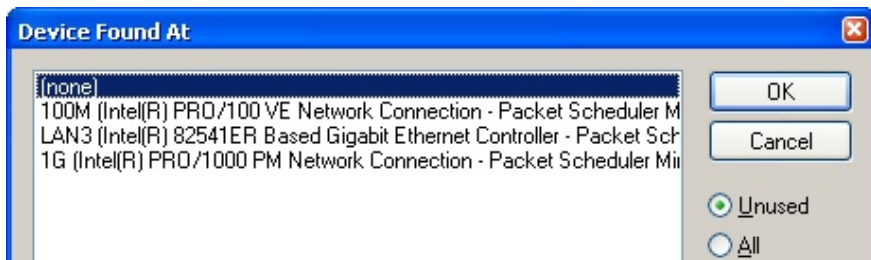 Device Found At
(none)
100M (Intel(R) PRO/100 VE Network Connection - Packet Scheduler M
LAN3 (Intel(R) 82541ER Based Gigabit Ethernet Controller - Packet Sch
1G (Intel(R) PRO/1000 PM Network Connection - Packet Scheduler Mi
OK
Cancel
Unused
All